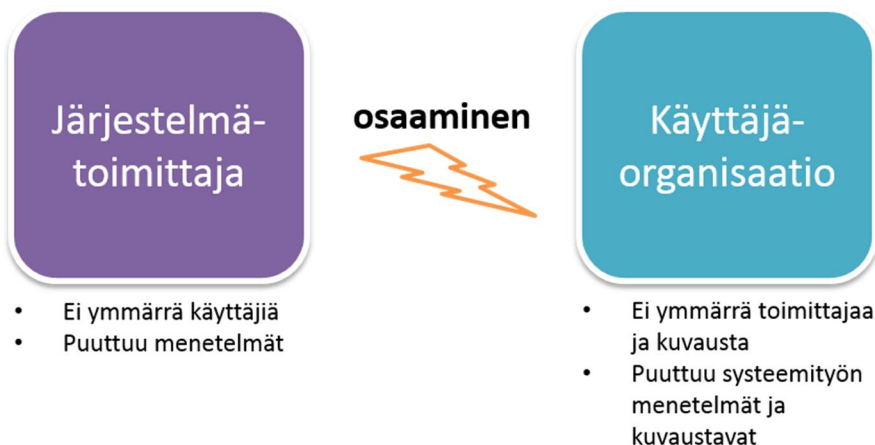 Järjestelmä-
toimittaja
osaaminen
Käyttäjä-
organisaatio
• Ei ymmärrä käyttäjiä
• Puuttuu menetelmät
• Ei ymmärrä toimittajaa
ja kuvausta
• Puuttuu systeemityön
menetelmät ja
kuvaustavat